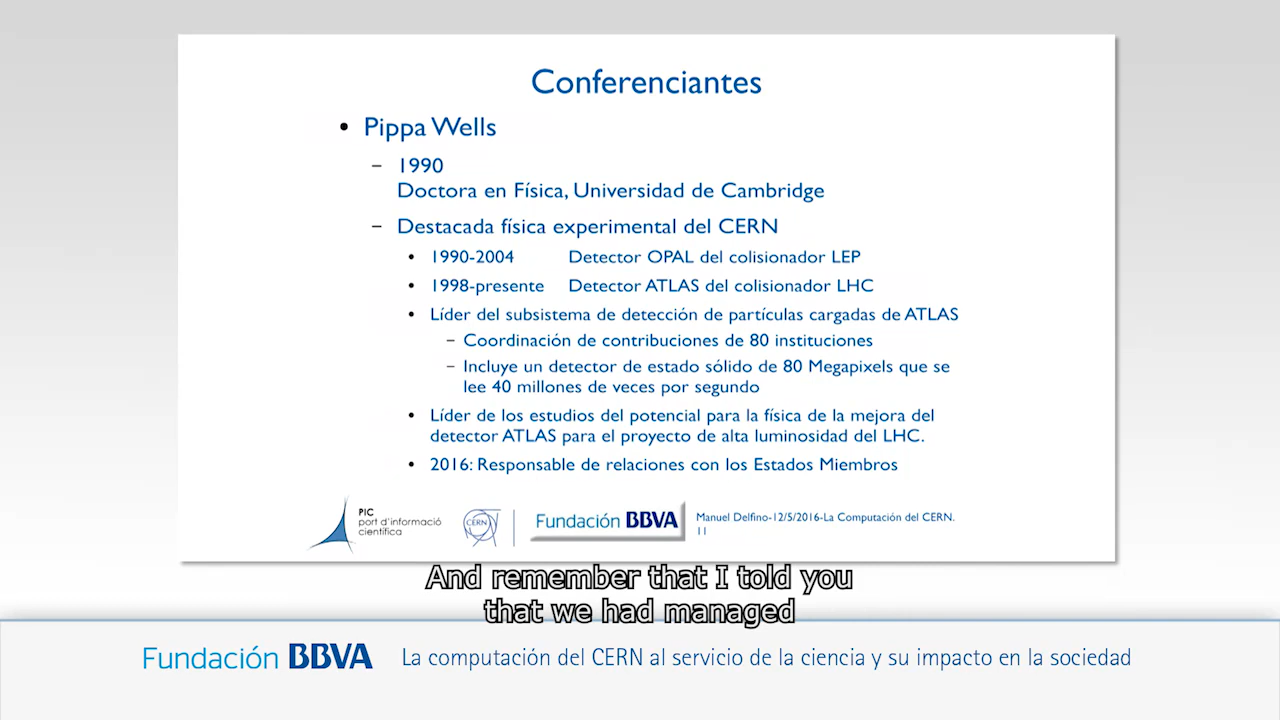 Conferenciantes
• Pippa Wells
– 1990
Doctora en Física, Universidad de Cambridge
– Destacada física experimental del CERN
• 1990-2004 Detector OPAL del colisionador LEP
• 1998-presente Detector ATLAS del colisionador LHC
• Líder del subsistema de detección de partículas cargadas de ATLAS
– Coordinación de contribuciones de 80 instituciones
– Incluye un detector de estado sólido de 80 Megapixels que se
lee 40 millones de veces por segundo
• Líder de los estudios del potencial para la física de la mejora del
detector ATLAS para el proyecto de alta luminosidad del LHC.
• 2016: Responsable de relaciones con los Estados Miembros
PIC
port d'informació
científica
CERN
Fundación BBVA
Manuel Delfino-12/5/2016-La Computación del CERN.
11
And remember that I told you
that we had managed
Fundación BBVA La computación del CERN al servicio de la ciencia y su impacto en la sociedad